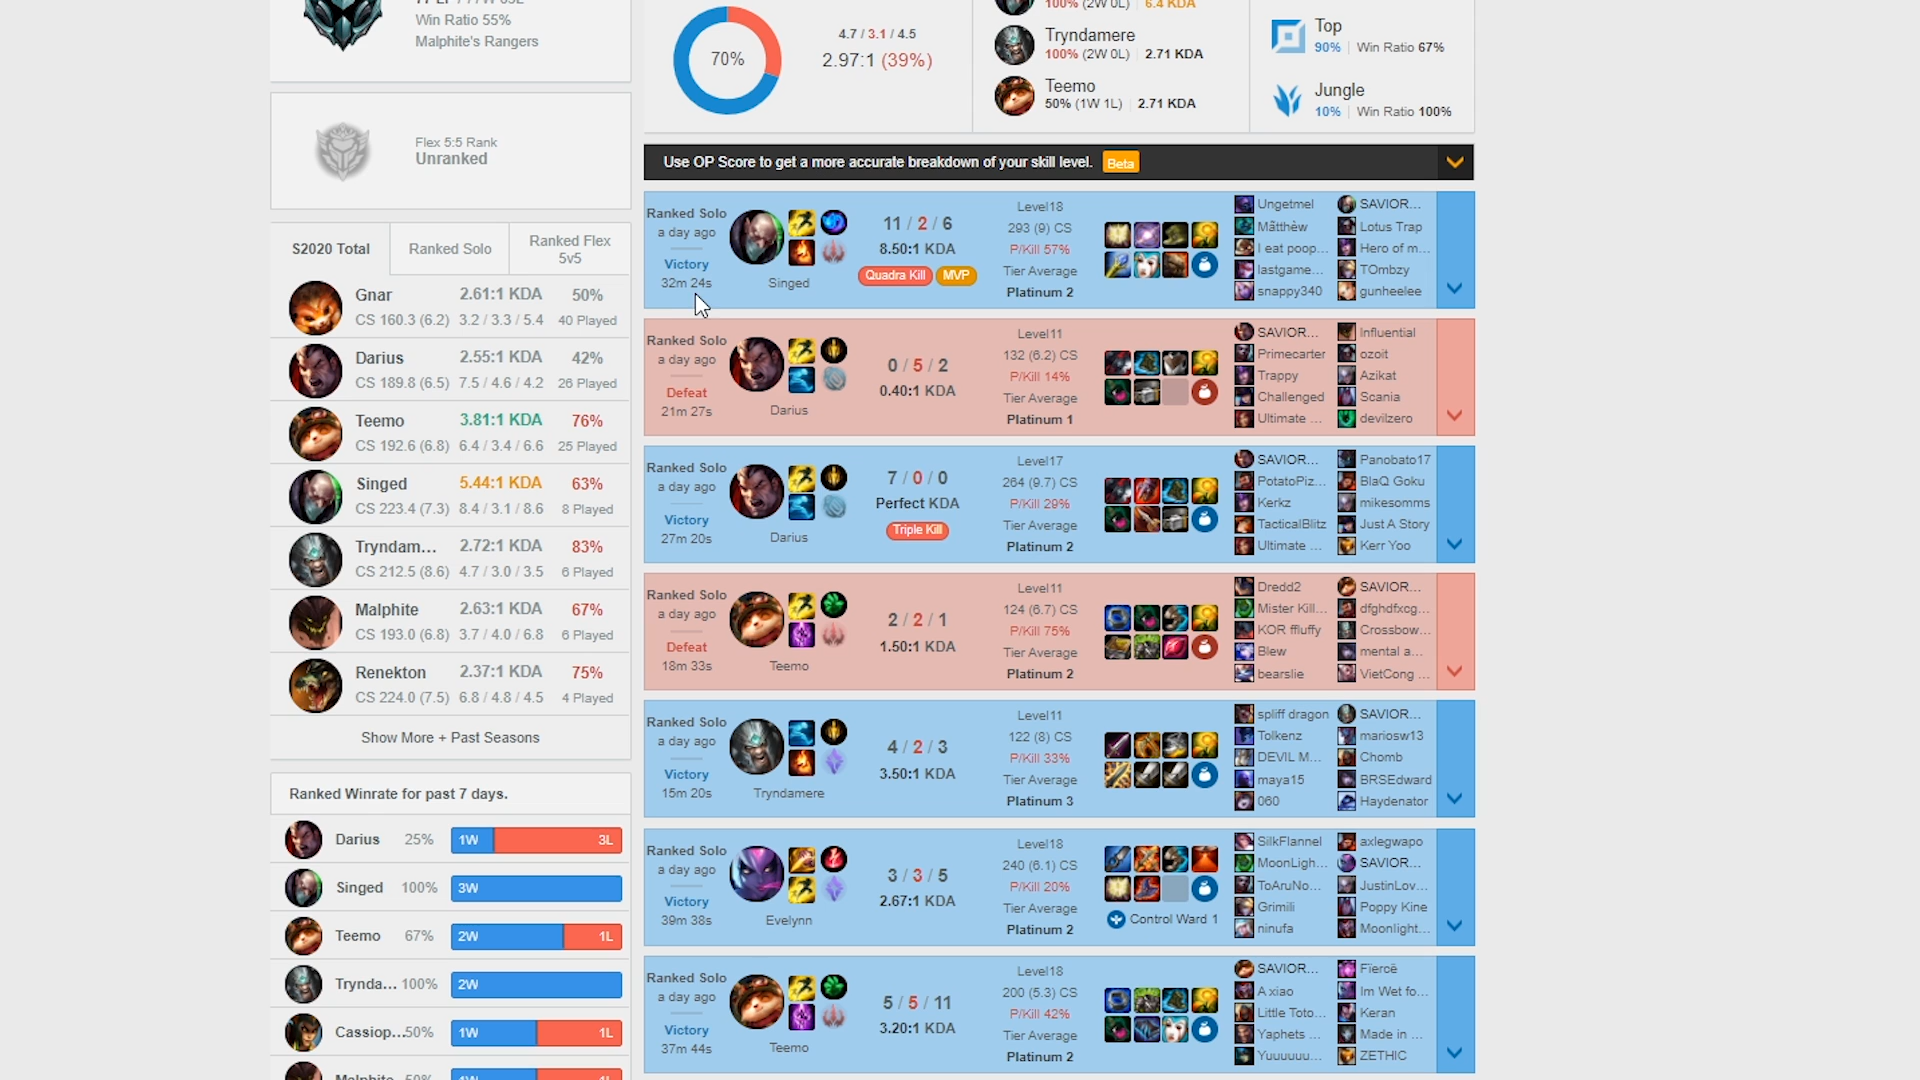 Win Ratio 55%
Malphite's Rangers
Flex 5:5 Rank
Unranked
S2020 Total
Ranked Solo
Ranked Flex
5v5
Gnar 2.61:1 KDA 50%
CS 160.3 (6.2) 3.2 / 3.3 / 5.4 40 Played
Darius 2.55:1 KDA 42%
CS 189.8 (6.5) 7.5 / 4.6 / 4.2 26 Played
Teemo 3.81:1 KDA 76%
CS 192.6 (6.8) 6.4 / 3.4 / 6.6 25 Played
Singed 5.44:1 KDA 63%
CS 223.4 (7.3) 8.4 / 3.1 / 8.6 8 Played
Tryndam... 2.72:1 KDA 83%
CS 212.5 (8.6) 4.7 / 3.0 / 3.5 6 Played
Malphite 2.63:1 KDA 67%
CS 193.0 (6.8) 3.7 / 4.0 / 6.8 6 Played
Renekton 2.37:1 KDA 75%
CS 224.0 (7.5) 6.8 / 4.8 / 4.5 4 Played
Show More + Past Seasons
Ranked Winrate for past 7 days.
Darius 25% 1W 3L
Singed 100% 3W
Teemo 67% 2W 1L
Trynda... 100% 2W
Cassiop... 50% 1W 1L
Malphite 50% 1W 1L
70%
4.7 / 3.1 / 4.5
2.97:1 (39%)
100% (2W 0L) 6.4 KDA
Tryndamere
100% (2W 0L) 2.71 KDA
Teemo
50% (1W 1L) 2.71 KDA
Top
90% Win Ratio 67%
Jungle
10% Win Ratio 100%
Use OP Score to get a more accurate breakdown of your skill level. Beta
Ranked Solo
a day ago
Victory
32m 24s
Singed
11 / 2 / 6
8.50:1 KDA
Quadra Kill MVP
Level18
293 (9) CS
P/Kill 57%
Tier Average
Platinum 2
Ungetmel SAVIOR...
Mãtthèw Lotus Trap
I eat poop... Hero of m...
lastgame... TOmbzy
snappy340 gunheelee
Ranked Solo
a day ago
Defeat
21m 27s
Darius
0 / 5 / 2
0.40:1 KDA
Level11
132 (6.2) CS
P/Kill 14%
Tier Average
Platinum 1
SAVIOR... Influential
Primecarter ozoit
Trappy Azikat
Challenged Scania
Ultimate ... devilzero
Ranked Solo
a day ago
Victory
27m 20s
Darius
7 / 0 / 0
Perfect KDA
Triple Kill
Level17
264 (9.7) CS
P/Kill 29%
Tier Average
Platinum 2
SAVIOR... Panobato17
PotatoPiz... BlaQ Goku
Kerkz mikesomms
TacticalBlitz Just A Story
Ultimate ... Kerr Yoo
Ranked Solo
a day ago
Defeat
18m 33s
Teemo
2 / 2 / 1
1.50:1 KDA
Level11
124 (6.7) CS
P/Kill 75%
Tier Average
Platinum 2
Dredd2 SAVIOR...
Mister Kill... dfghdfxcg...
KOR ffluffy Crossbow...
Blew mental a...
bearslie VietCong ...
Ranked Solo
a day ago
Victory
15m 20s
Tryndamere
4 / 2 / 3
3.50:1 KDA
Level11
122 (8) CS
P/Kill 33%
Tier Average
Platinum 3
spliff dragon SAVIOR...
Tolkenz mariosw13
DEVIL M... Chomb
maya15 BRSEdward
060 Haydenator
Ranked Solo
a day ago
Victory
39m 38s
Evelynn
3 / 3 / 5
2.67:1 KDA
Level18
240 (6.1) CS
P/Kill 20%
Tier Average
Platinum 2
Control Ward 1
SilkFlannel axlegwapo
MoonLigh... SAVIOR...
ToAruNo... JustinLov...
Grimili Poppy Kine
ninufa Moonlight...
Ranked Solo
a day ago
Victory
37m 44s
Teemo
5 / 5 / 11
3.20:1 KDA
Level18
200 (5.3) CS
P/Kill 42%
Tier Average
Platinum 2
SAVIOR... Fïercë
A xiao Im Wet fo...
Little Toto... Keran
Yaphets ... Made in ...
Yuuuuuu... ZETHIC